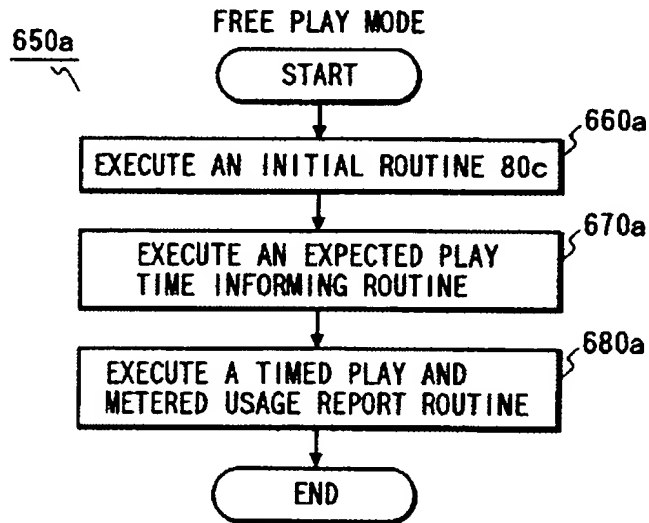 FREE PLAY MODE
650a
START
660a
EXECUTE AN INITIAL ROUTINE 80c
670a
EXECUTE AN EXPECTED PLAY
TIME INFORMING ROUTINE
680a
EXECUTE A TIMED PLAY AND
METERED USAGE REPORT ROUTINE
END